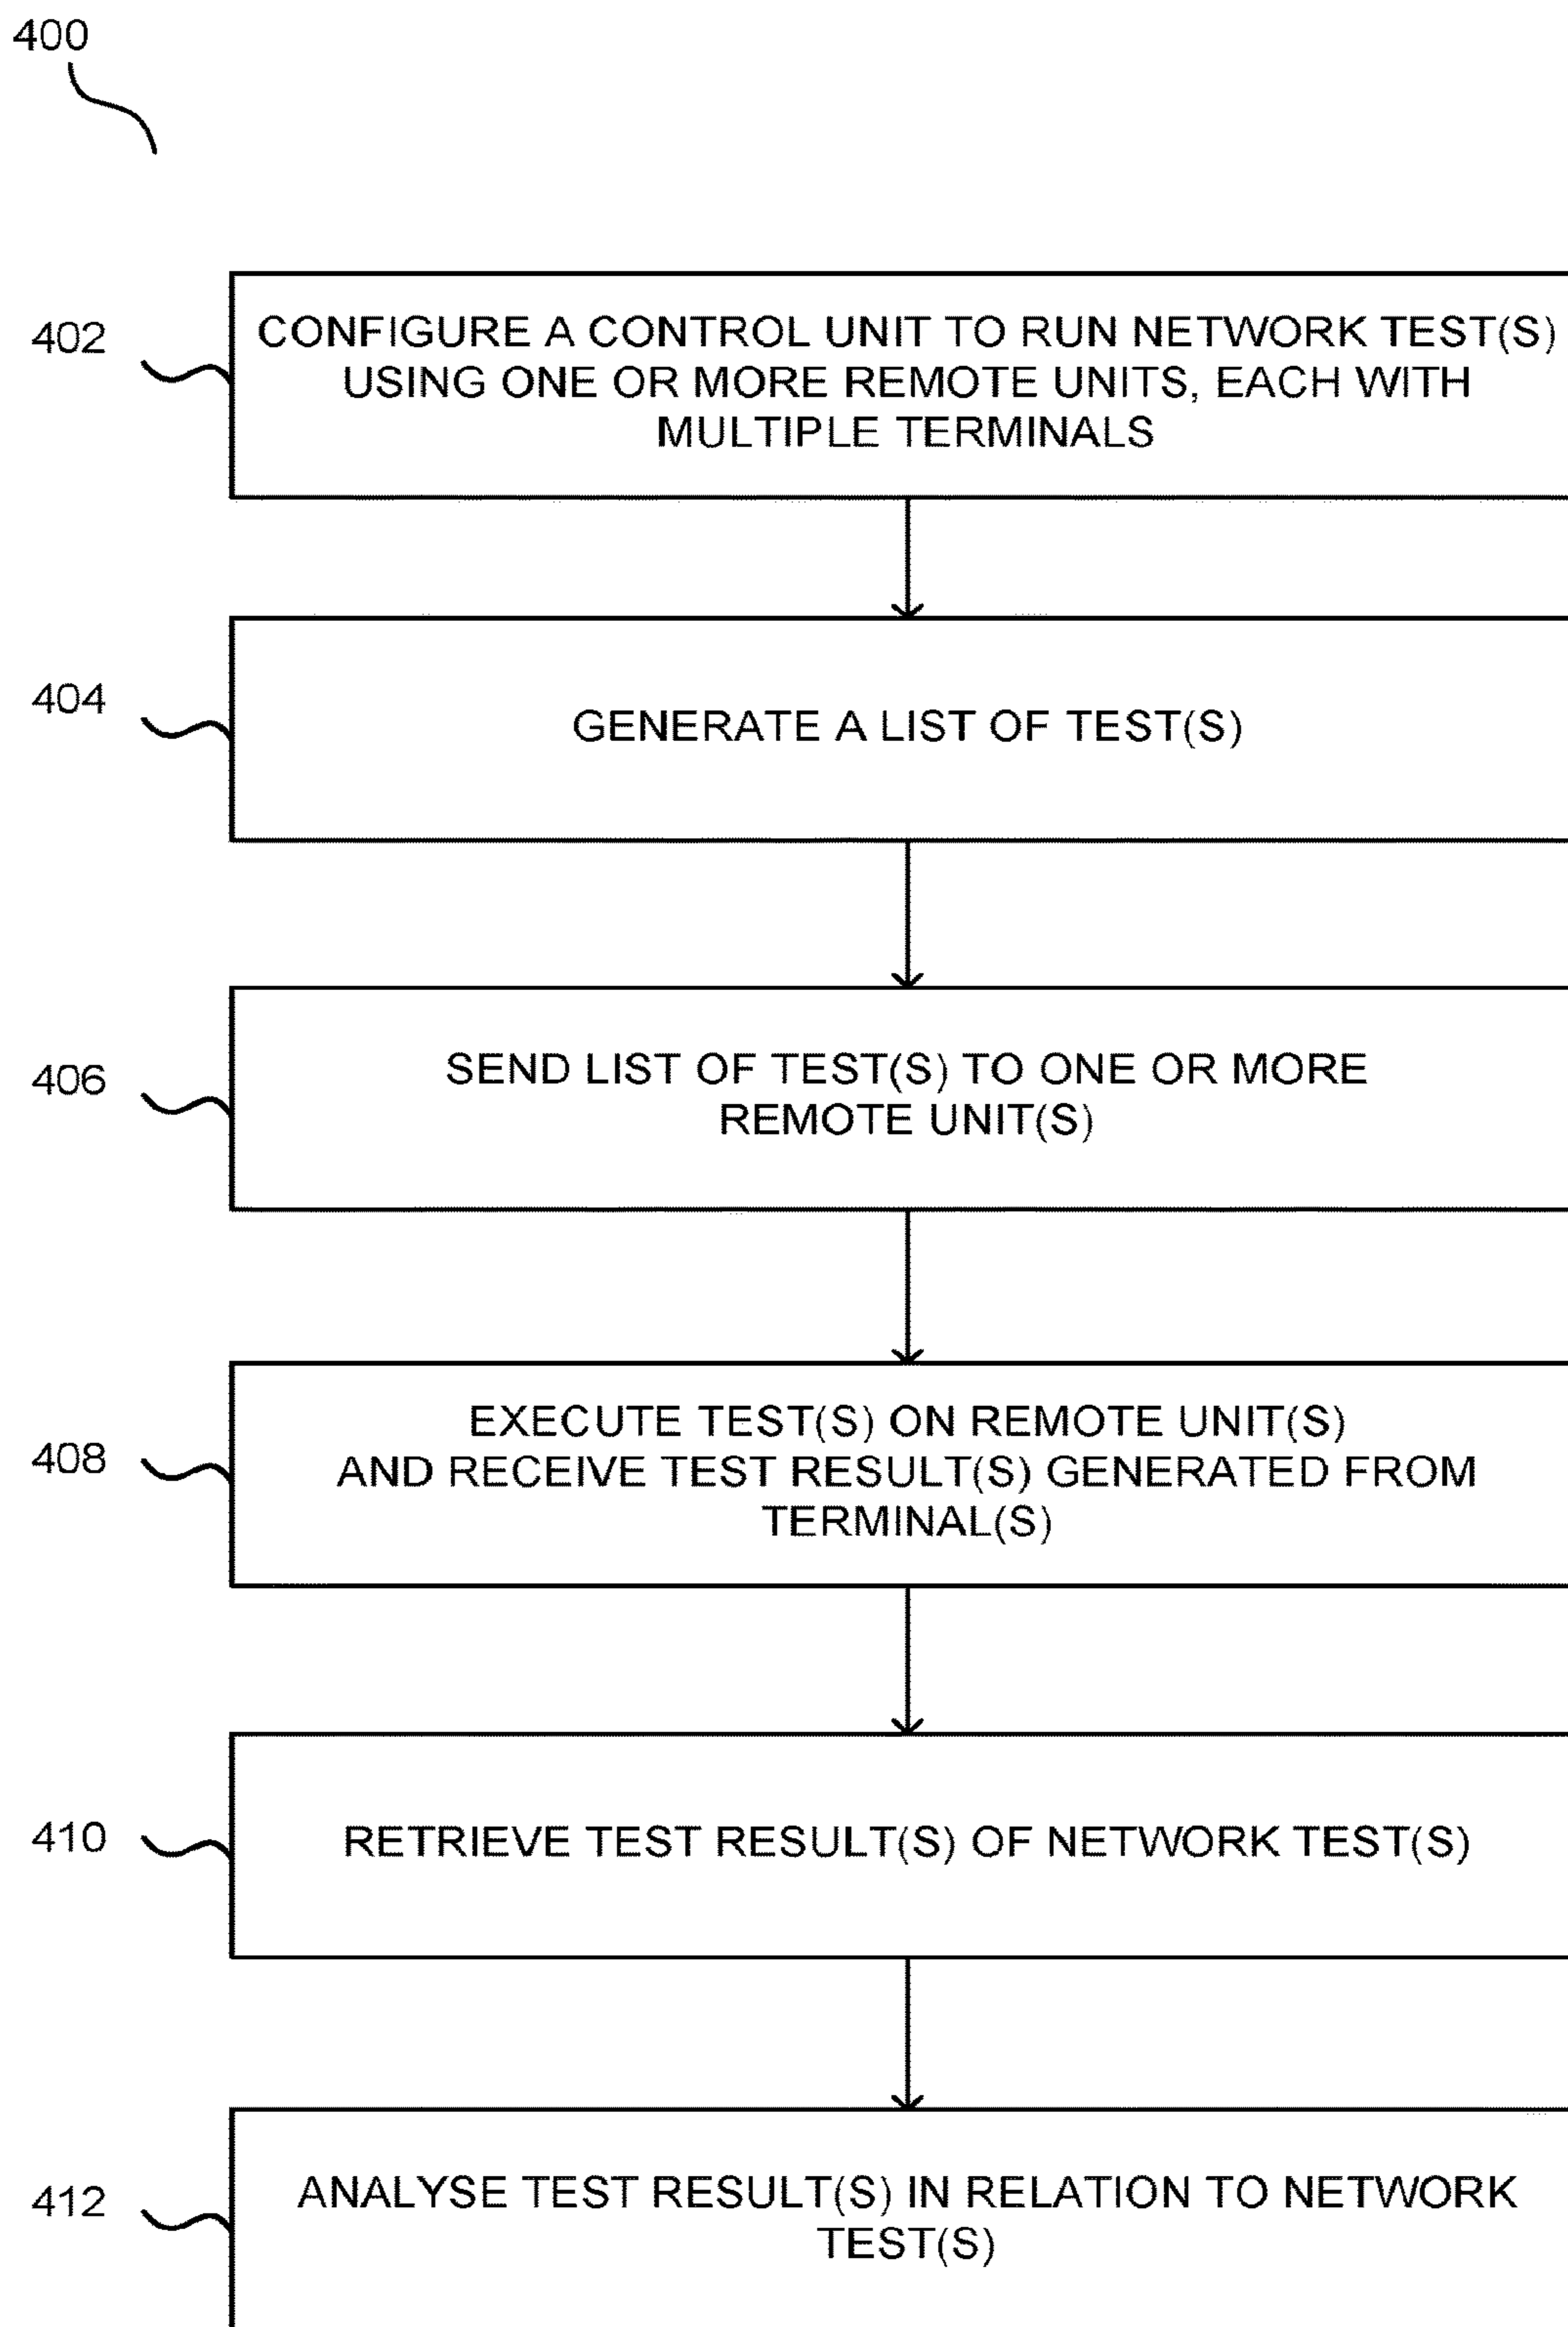 400
402
CONFIGURE A CONTROL UNIT TO RUN NETWORK TEST(S)
USING ONE OR MORE REMOTE UNITS, EACH WITH
MULTIPLE TERMINALS
404
GENERATE A LIST OF TEST(S)
406
SEND LIST OF TEST(S) TO ONE OR MORE
REMOTE UNIT(S)
408
EXECUTE TEST(S) ON REMOTE UNIT(S)
AND RECEIVE TEST RESULT(S) GENERATED FROM
TERMINAL(S)
410
RETRIEVE TEST RESULT(S) OF NETWORK TEST(S)
412
ANALYSE TEST RESULT(S) IN RELATION TO NETWORK
TEST(S)